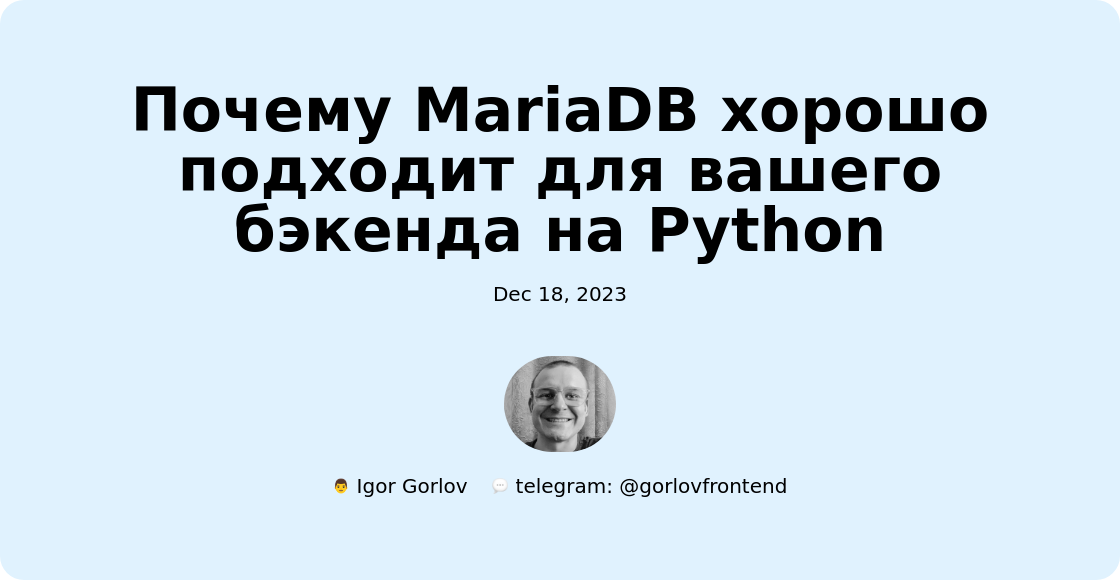 Почему MariaDB хорошо
подходит для вашего
бэкенда на Python
Dec 18, 2023
Igor Gorlov telegram: @gorlovfrontend